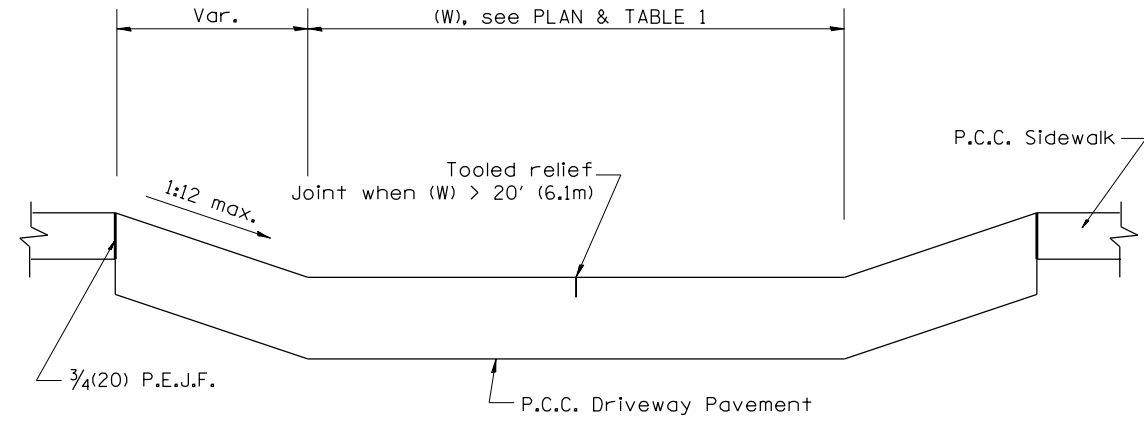 Var.
(W), see PLAN & TABLE 1
P.C.C. Sidewalk
Tooled relief
Joint when (W) > 20' (6.1m)
1:12 max.
¾(20) P.E.J.F.
P.C.C. Driveway Pavement